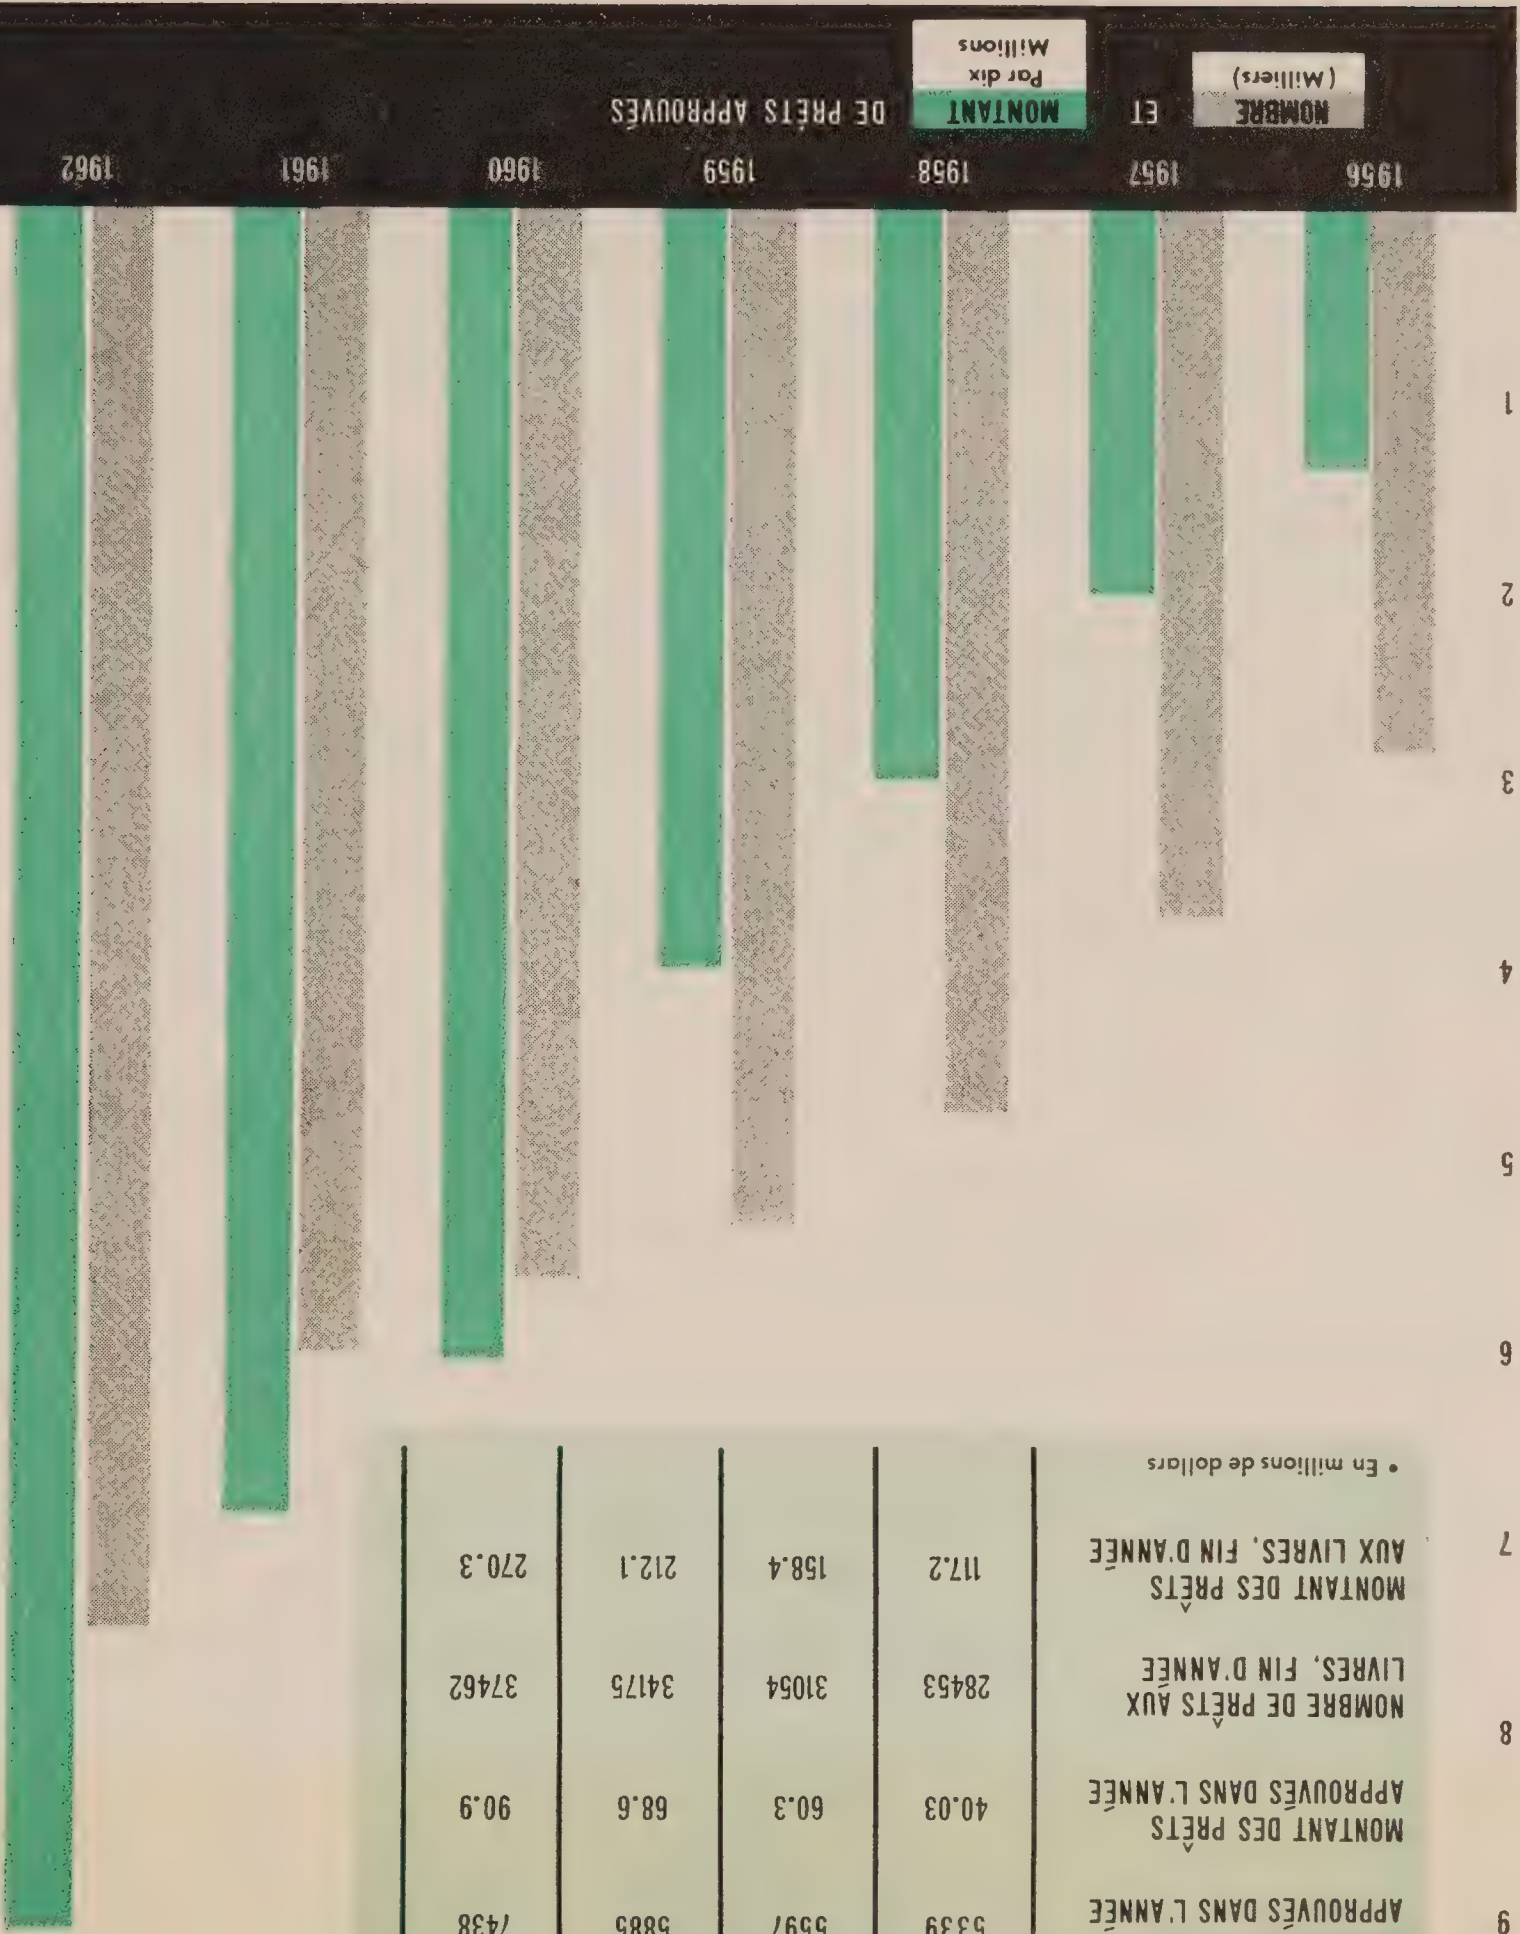 9
APPROUVÉS DANS L'ANNÉE 5339 5597 5885 7438
MONTANT DES PRÊTS
APPROUVÉS DANS L'ANNÉE 40.03 60.3 68.6 90.9
8
NOMBRE DE PRÊTS AUX
LIVRES, FIN D'ANNÉE 28453 31054 34175 37462
MONTANT DES PRÊTS
AUX LIVRES, FIN D'ANNÉE 117.2 158.4 212.1 270.3
7
• En millions de dollars
6
5
4
3
2
1
1956 1957 1958 1959 1960 1961 1962
NOMBRE ET MONTANT DE PRÊTS APPROUVÉS
(Milliers) Par dix
Millions